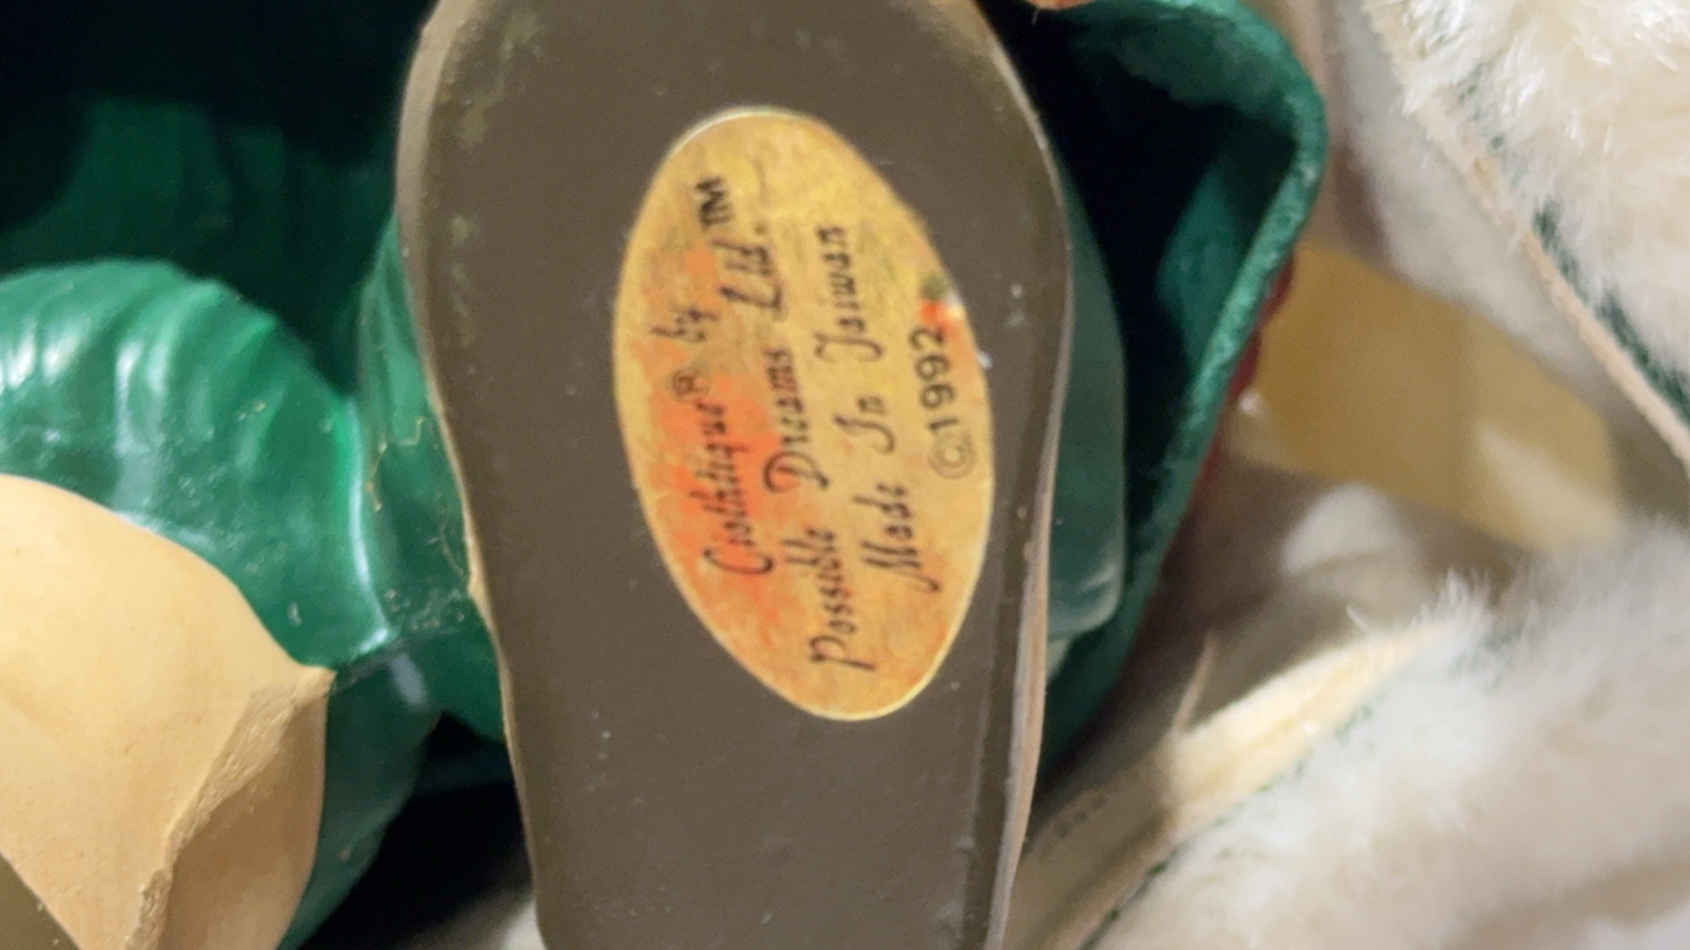 Clothtique® by
Possible Dreams Ltd.™
Made In Taiwan
©1992